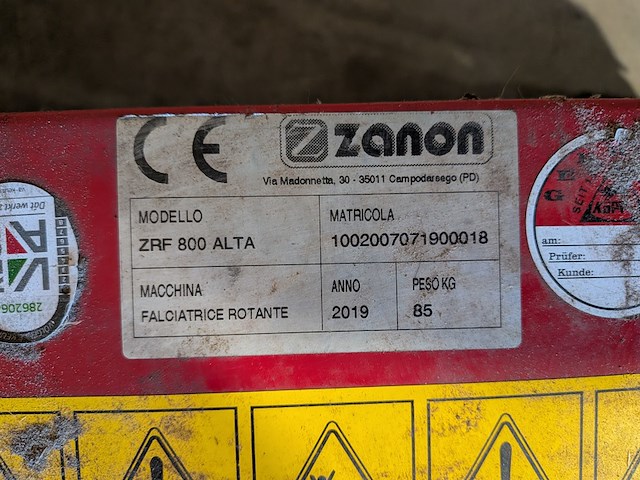 CE
Z zanon
Via Madonnetta, 30 - 35011 Campodarsego (PD)
MODELLO
ZRF 800 ALTA
MATRICOLA
1002007071900018
MACCHINA
FALCIATRICE ROTANTE
ANNO
2019
PESO KG
85
SEIT
am:
Prüfer:
Kunde: